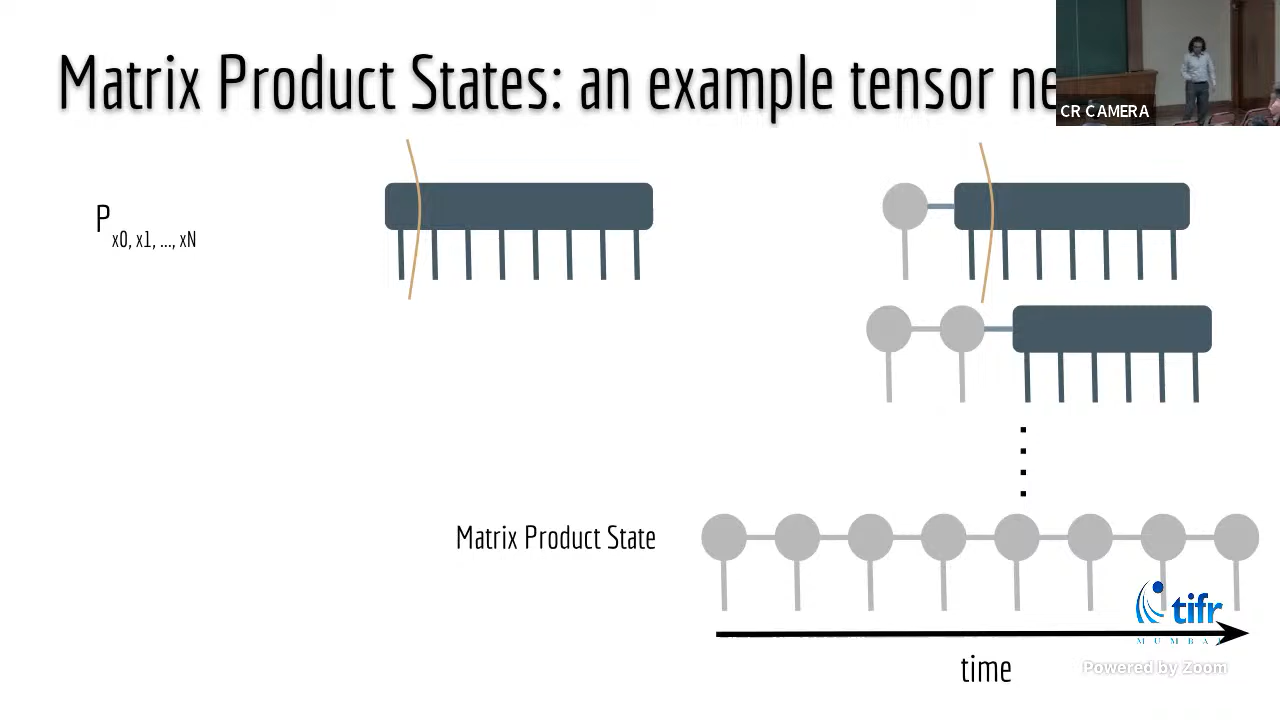 Matrix Product States: an example tensor ne
CR CAMERA
P x0, x1, ..., xN
Matrix Product State
tifr
MUMBA
time
Powered by Zoom